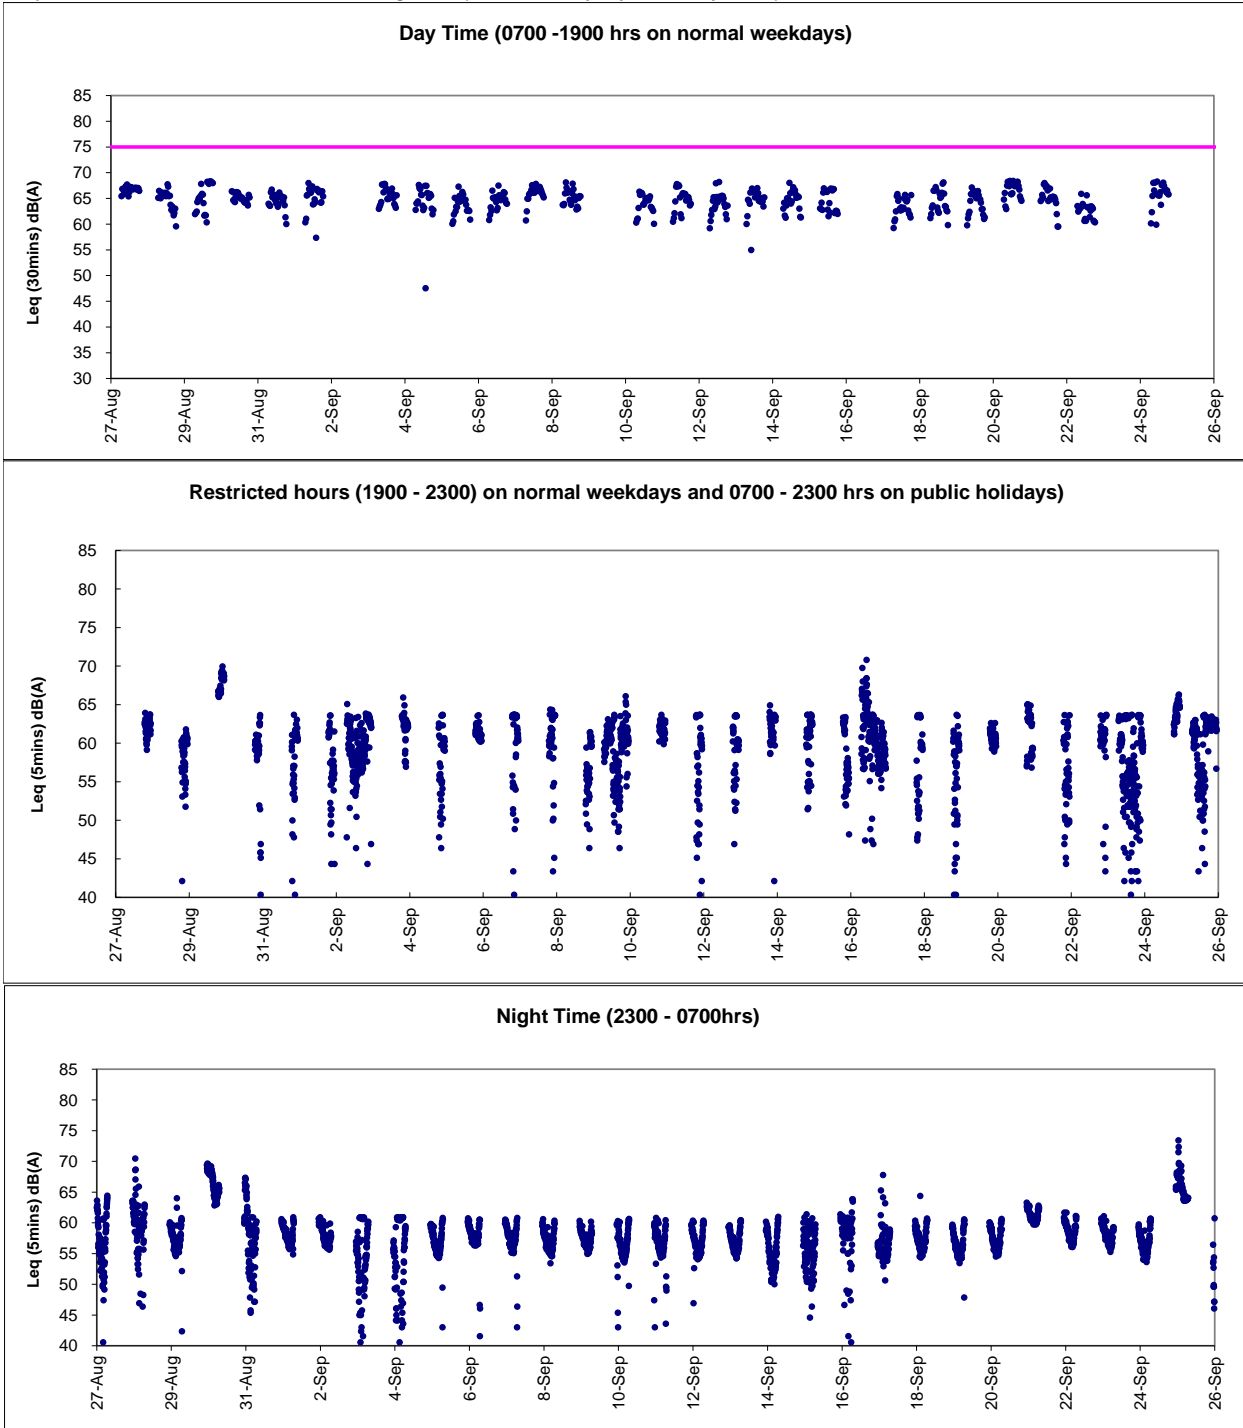 Day Time (0700 -1900 hrs on normal weekdays)
Leq (30mins) dB(A)
85
80
75
70
65
60
55
50
45
40
35
30
27-Aug
29-Aug
31-Aug
2-Sep
4-Sep
6-Sep
8-Sep
10-Sep
12-Sep
14-Sep
16-Sep
18-Sep
20-Sep
22-Sep
24-Sep
26-Sep
Restricted hours (1900 - 2300) on normal weekdays and 0700 - 2300 hrs on public holidays)
Leq (5mins) dB(A)
85
80
75
70
65
60
55
50
45
40
27-Aug
29-Aug
31-Aug
2-Sep
4-Sep
6-Sep
8-Sep
10-Sep
12-Sep
14-Sep
16-Sep
18-Sep
20-Sep
22-Sep
24-Sep
26-Sep
Night Time (2300 - 0700hrs)
Leq (5mins) dB(A)
85
80
75
70
65
60
55
50
45
40
27-Aug
29-Aug
31-Aug
2-Sep
4-Sep
6-Sep
8-Sep
10-Sep
12-Sep
14-Sep
16-Sep
18-Sep
20-Sep
22-Sep
24-Sep
26-Sep